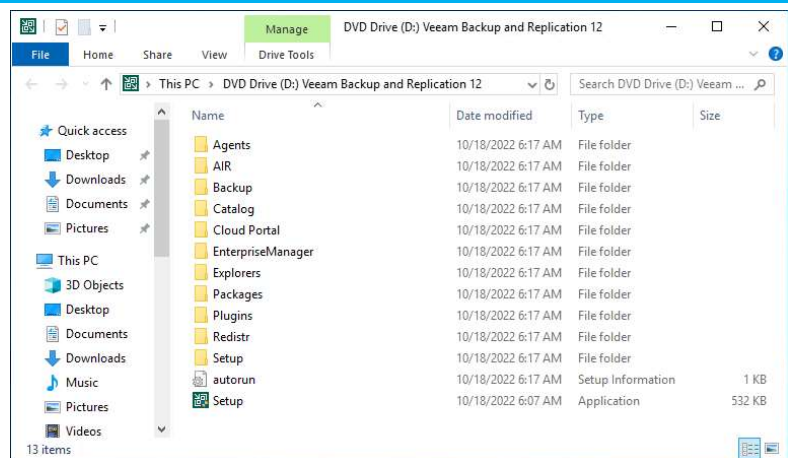 Manage
DVD Drive (D:) Veeam Backup and Replication 12
File Home Share View Drive Tools
This PC > DVD Drive (D:) Veeam Backup and Replication 12
Search DVD Drive (D:) Veeam ...
Name Date modified Type Size
Quick access
Desktop
Downloads
Documents
Pictures
This PC
3D Objects
Desktop
Documents
Downloads
Music
Pictures
Videos
Agents 10/18/2022 6:17 AM File folder
AIR 10/18/2022 6:17 AM File folder
Backup 10/18/2022 6:17 AM File folder
Catalog 10/18/2022 6:17 AM File folder
Cloud Portal 10/18/2022 6:17 AM File folder
EnterpriseManager 10/18/2022 6:17 AM File folder
Explorers 10/18/2022 6:17 AM File folder
Packages 10/18/2022 6:17 AM File folder
Plugins 10/18/2022 6:17 AM File folder
Redistr 10/18/2022 6:17 AM File folder
Setup 10/18/2022 6:17 AM File folder
autorun 10/18/2022 6:17 AM Setup Information 1 KB
Setup 10/18/2022 6:07 AM Application 532 KB
13 items